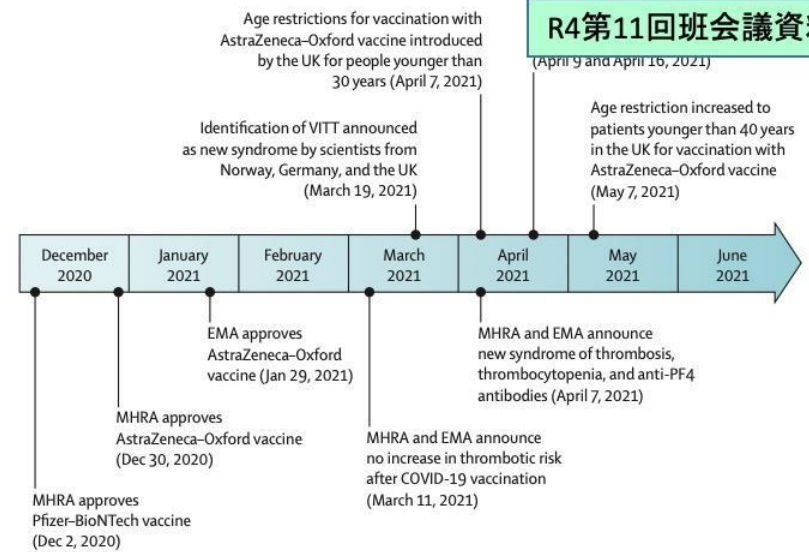 Age restrictions for vaccination with
AstraZeneca–Oxford vaccine introduced
by the UK for people younger than
30 years (April 7, 2021)
R4第11回班会議資
(April 9 and April 16, 2021)
Age restriction increased to
patients younger than 40 years
in the UK for vaccination with
AstraZeneca–Oxford vaccine
(May 7, 2021)
Identification of VITT announced
as new syndrome by scientists from
Norway, Germany, and the UK
(March 19, 2021)
December
2020
January
2021
February
2021
March
2021
April
2021
May
2021
June
2021
EMA approves
AstraZeneca–Oxford
vaccine (Jan 29, 2021)
MHRA and EMA announce
new syndrome of thrombosis,
thrombocytopenia, and anti-PF4
antibodies (April 7, 2021)
MHRA approves
AstraZeneca–Oxford vaccine
(Dec 30, 2020)
MHRA and EMA announce
no increase in thrombotic risk
after COVID-19 vaccination
(March 11, 2021)
MHRA approves
Pfizer–BioNTech vaccine
(Dec 2, 2020)